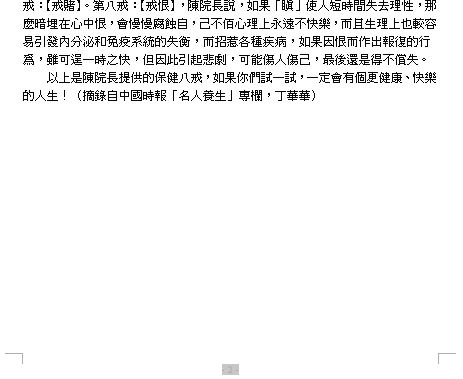 戒：【戒賭】。第八戒：【戒恨】，陳院長說，如果「瞋」使人短時間失去理性，那
麼暗埋在心中恨，會慢慢腐蝕自，己不佰心理上永遠不快樂，而且生理上也較容
易引發內分泌和免疫系統的失衡，而招惹各種疾病，如果因恨而作出報復的行
為，雖可逞一時之快，但因此引起悲劇，可能傷人傷己，最後還是得不償失。
以上是陳院長提供的保健八戒，如果你們試一試，一定會有個更健康、快樂
的人生！（摘錄自中國時報「名人養生」專欄，丁華華）